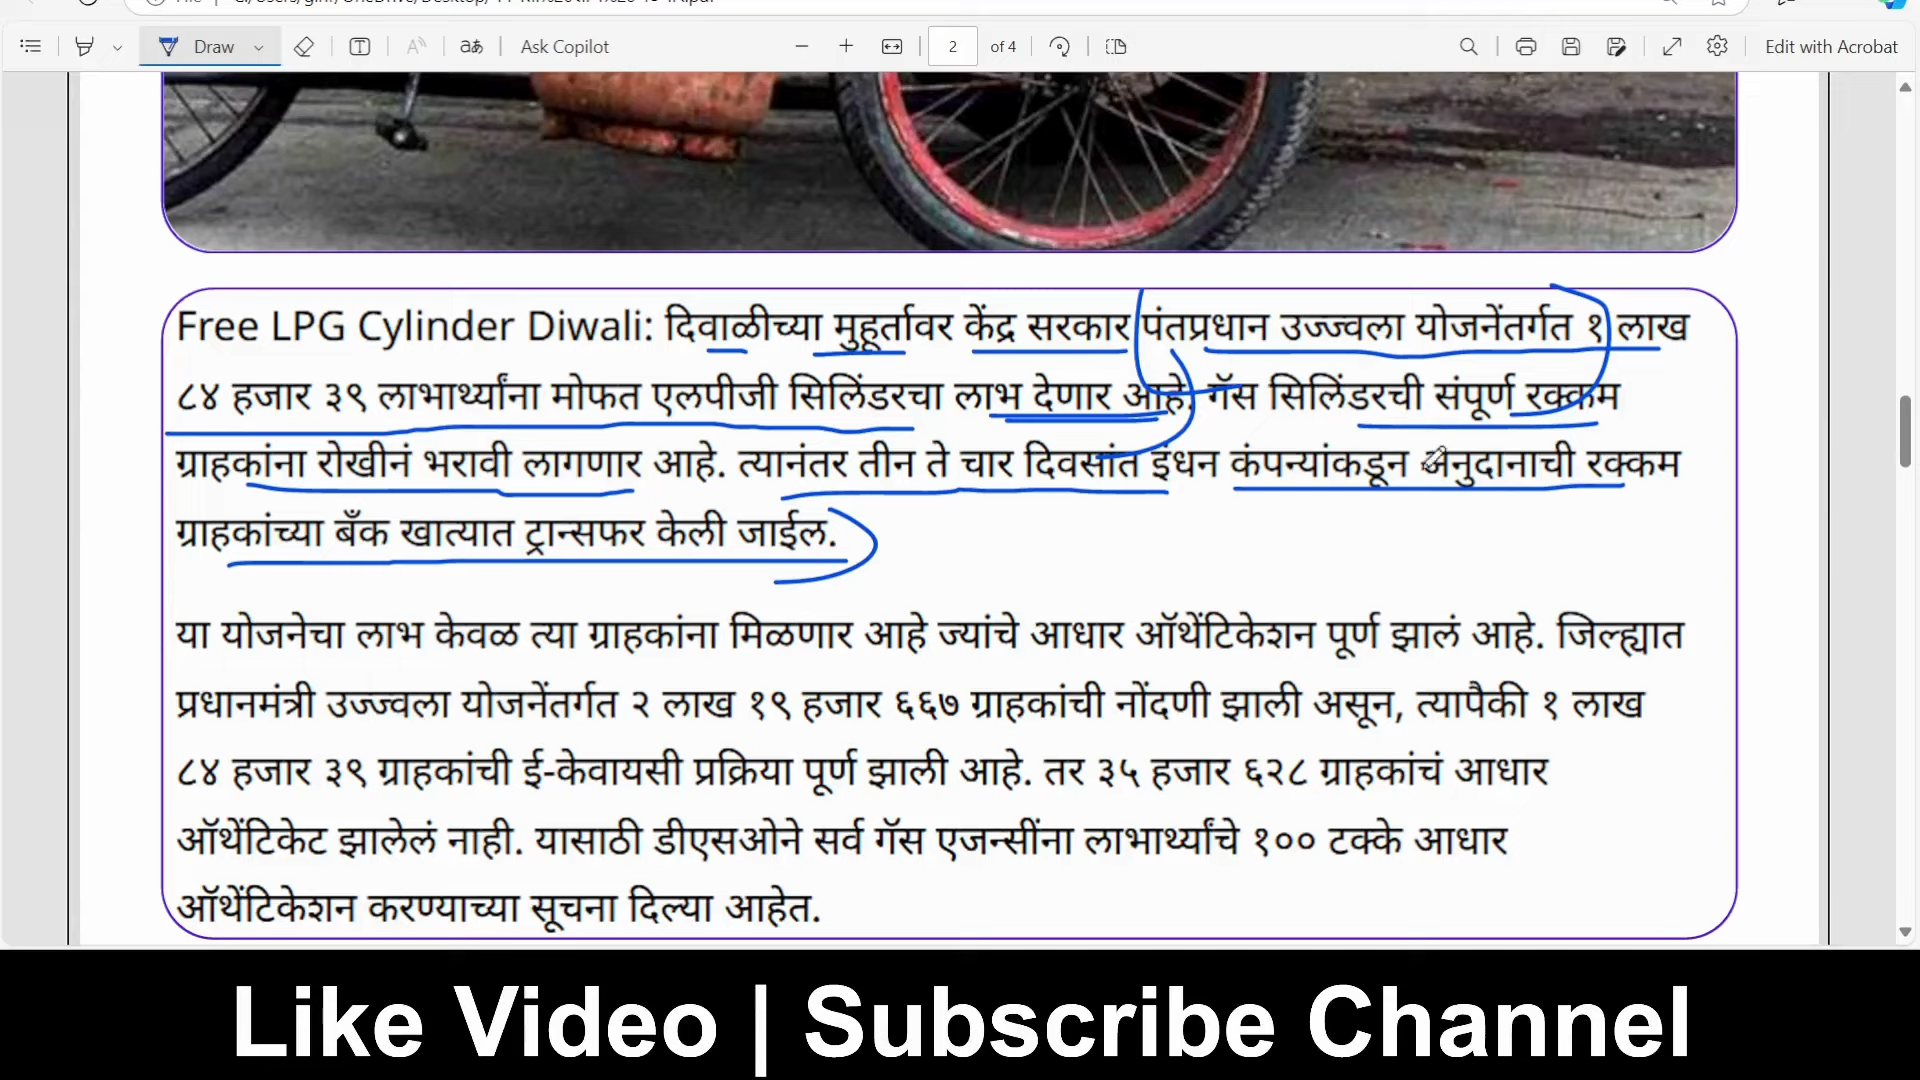 Draw
Ask Copilot
2 of 4
Edit with Acrobat
Free LPG Cylinder Diwali: दिवाळीच्या मुहूर्तावर केंद्र सरकार पंतप्रधान उज्ज्वला योजनेंतर्गत १ लाख
८४ हजार ३९ लाभार्थ्यांना मोफत एलपीजी सिलिंडरचा लाभ देणार आहे. गॅस सिलिंडरची संपूर्ण रक्कम
ग्राहकांना रोखीनं भरावी लागणार आहे. त्यानंतर तीन ते चार दिवसांत इंधन कंपन्यांकडून अनुदानाची रक्कम
ग्राहकांच्या बँक खात्यात ट्रान्सफर केली जाईल.
या योजनेचा लाभ केवळ त्या ग्राहकांना मिळणार आहे ज्यांचे आधार ऑथेंटिकेशन पूर्ण झालं आहे. जिल्ह्यात
प्रधानमंत्री उज्ज्वला योजनेंतर्गत २ लाख १९ हजार ६६७ ग्राहकांची नोंदणी झाली असून, त्यापैकी १ लाख
८४ हजार ३९ ग्राहकांची ई-केवायसी प्रक्रिया पूर्ण झाली आहे. तर ३५ हजार ६२८ ग्राहकांचं आधार
ऑथेंटिकेट झालेलं नाही. यासाठी डीएसओने सर्व गॅस एजन्सींना लाभार्थ्यांचे १०० टक्के आधार
ऑथेंटिकेशन करण्याच्या सूचना दिल्या आहेत.
Like Video | Subscribe Channel